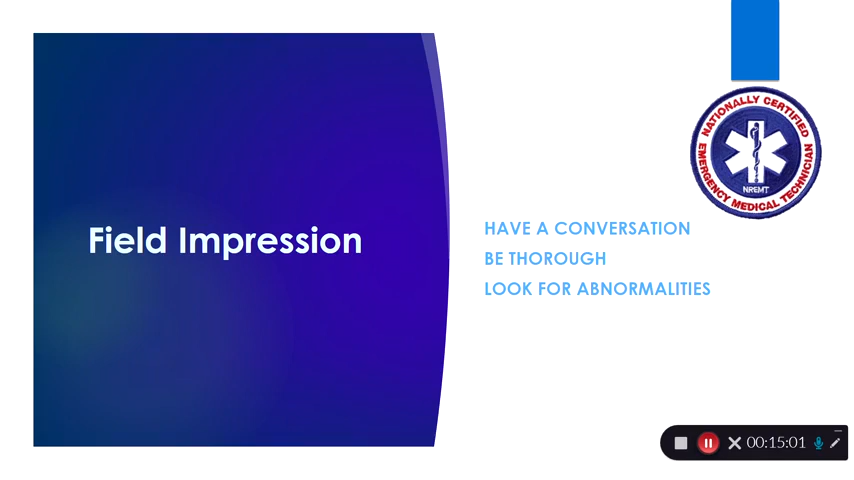 NATIONALLY CERTIFIED
EMERGENCY MEDICAL TECHNICIAN
NREMT
Field Impression
HAVE A CONVERSATION
BE THOROUGH
LOOK FOR ABNORMALITIES
00:15:01